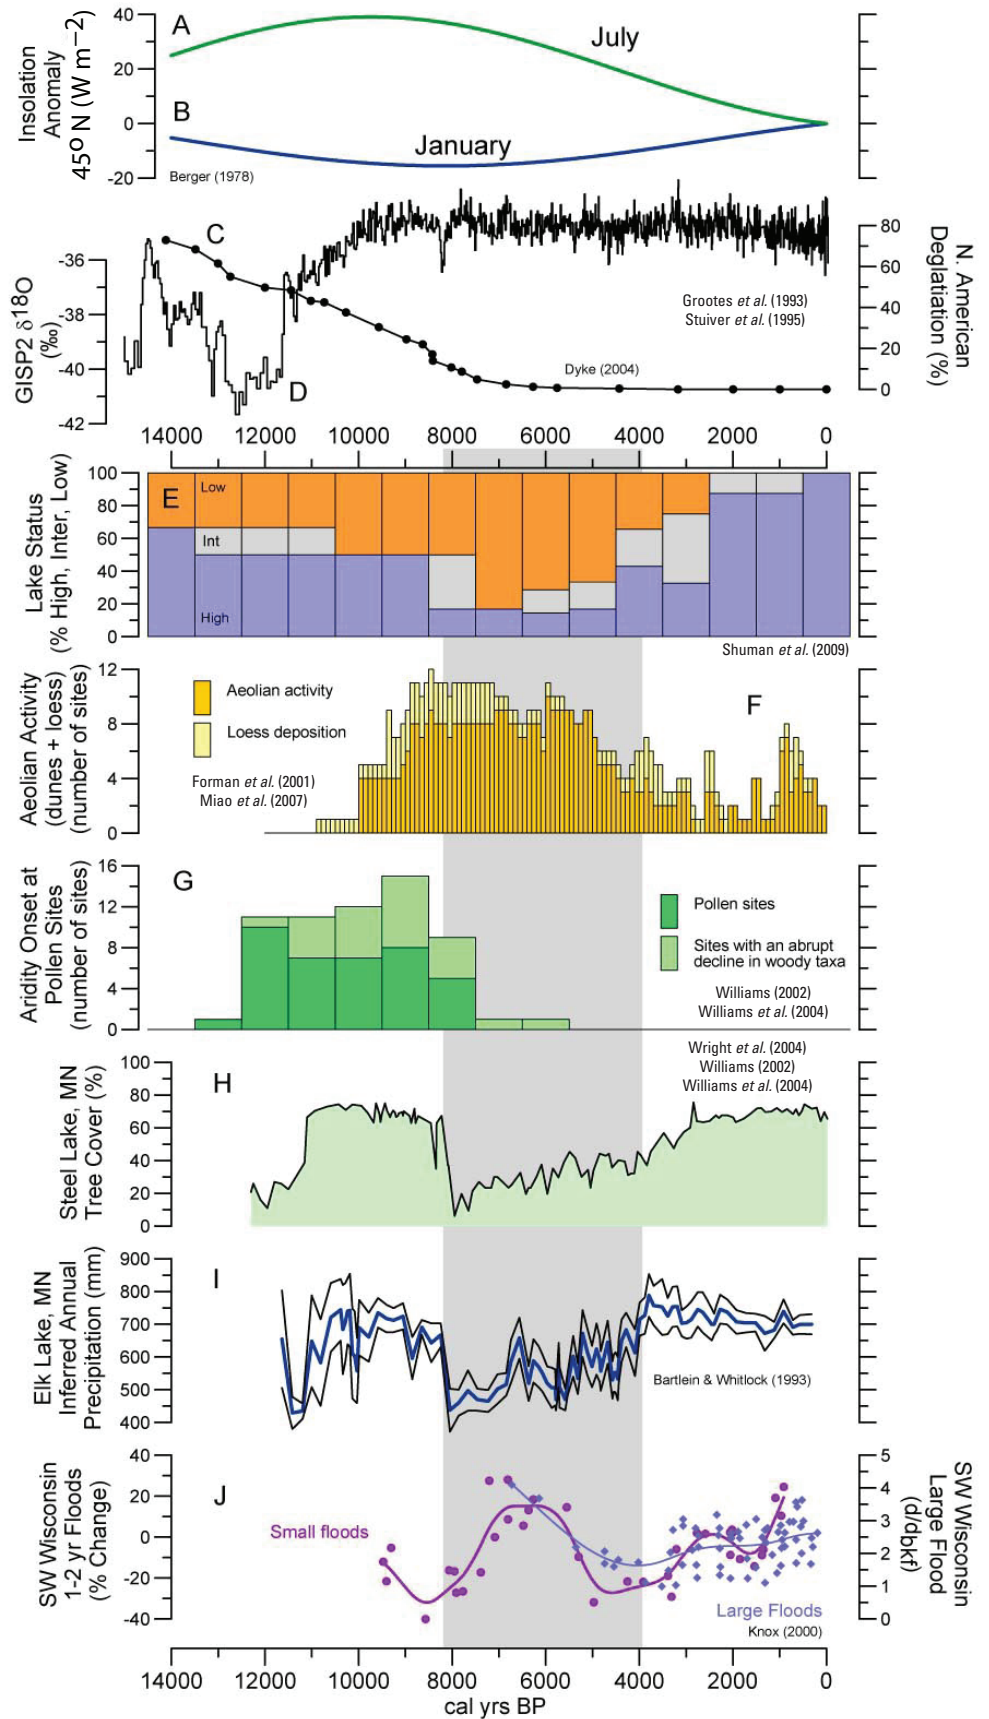 Insolation
Anomaly
45º N (W m−2)
40
20
0
-20
A
July
B
January
Berger (1978)
C
GISP2 δ18O
(‰)
-36
-38
-40
-42
D
Grootes et al. (1993)
Stuiver et al. (1995)
Dyke (2004)
80
60
40
20
0
N. American
Deglatiation (%)
14000 12000 10000 8000 6000 4000 2000 0
Lake Status
(% High, Inter, Low)
100
80
60
40
20
0
E
Low
Int
High
Shuman et al. (2009)
Aeolian Activity
(dunes + loess)
(number of sites)
12
8
4
0
Aeolian activity
Loess deposition
F
Forman et al. (2001)
Miao et al. (2007)
Aridity Onset at
Pollen Sites
(number of sites)
16
12
8
4
0
G
Pollen sites
Sites with an abrupt
decline in woody taxa
Williams (2002)
Williams et al. (2004)
Steel Lake, MN
Tree Cover (%)
100
80
60
40
20
0
H
Wright et al. (2004)
Williams (2002)
Williams et al. (2004)
Elk Lake, MN
Inferred Annual
Precipitation (mm)
900
800
700
600
500
400
I
Bartlein & Whitlock (1993)
SW Wisconsin
1-2 yr Floods
(% Change)
40
20
0
-20
-40
J
Small floods
Large Floods
Knox (2000)
5
4
3
2
1
0
SW Wisconsin
Large Flood
(d/dbkf)
14000 12000 10000 8000 6000 4000 2000 0
cal yrs BP